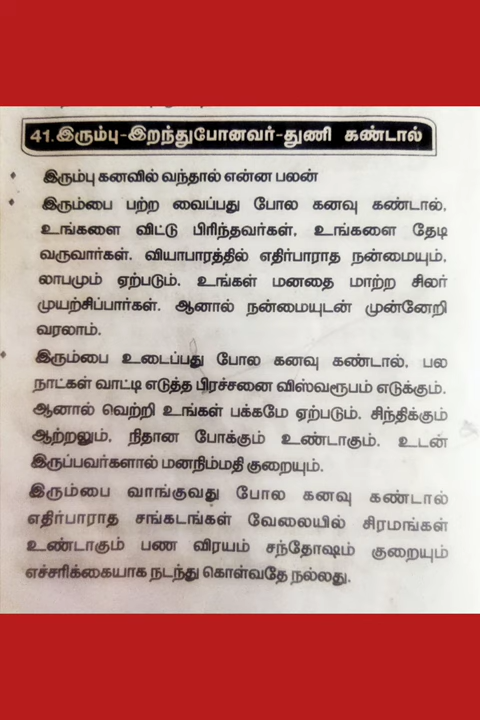 41.இரும்பு-இறந்துபோனவர்-துணி கண்டால்
• இரும்பு கனவில் வந்தால் என்ன பலன்
• இரும்பை பற்ற வைப்பது போல கனவு கண்டால்,
உங்களை விட்டு பிரிந்தவர்கள், உங்களை தேடி
வருவார்கள். வியாபாரத்தில் எதிர்பாராத நன்மையும்,
லாபமும் ஏற்படும். உங்கள் மனதை மாற்ற சிலர்
முயற்சிப்பார்கள். ஆனால் நன்மையுடன் முன்னேறி
வரலாம்.
• இரும்பை உடைப்பது போல கனவு கண்டால், பல
நாட்கள் வாட்டி எடுத்த பிரச்சனை விஸ்வரூபம் எடுக்கும்.
ஆனால் வெற்றி உங்கள் பக்கமே ஏற்படும். சிந்திக்கும்
ஆற்றலும், நிதான போக்கும் உண்டாகும். உடன்
இருப்பவர்களால் மனநிம்மதி குறையும்.
இரும்பை வாங்குவது போல கனவு கண்டால்
எதிர்பாராத சங்கடங்கள் வேலையில் சிரமங்கள்
உண்டாகும் பண விரயம் சந்தோஷம் குறையும்
எச்சரிக்கையாக நடந்து கொள்வதே நல்லது.